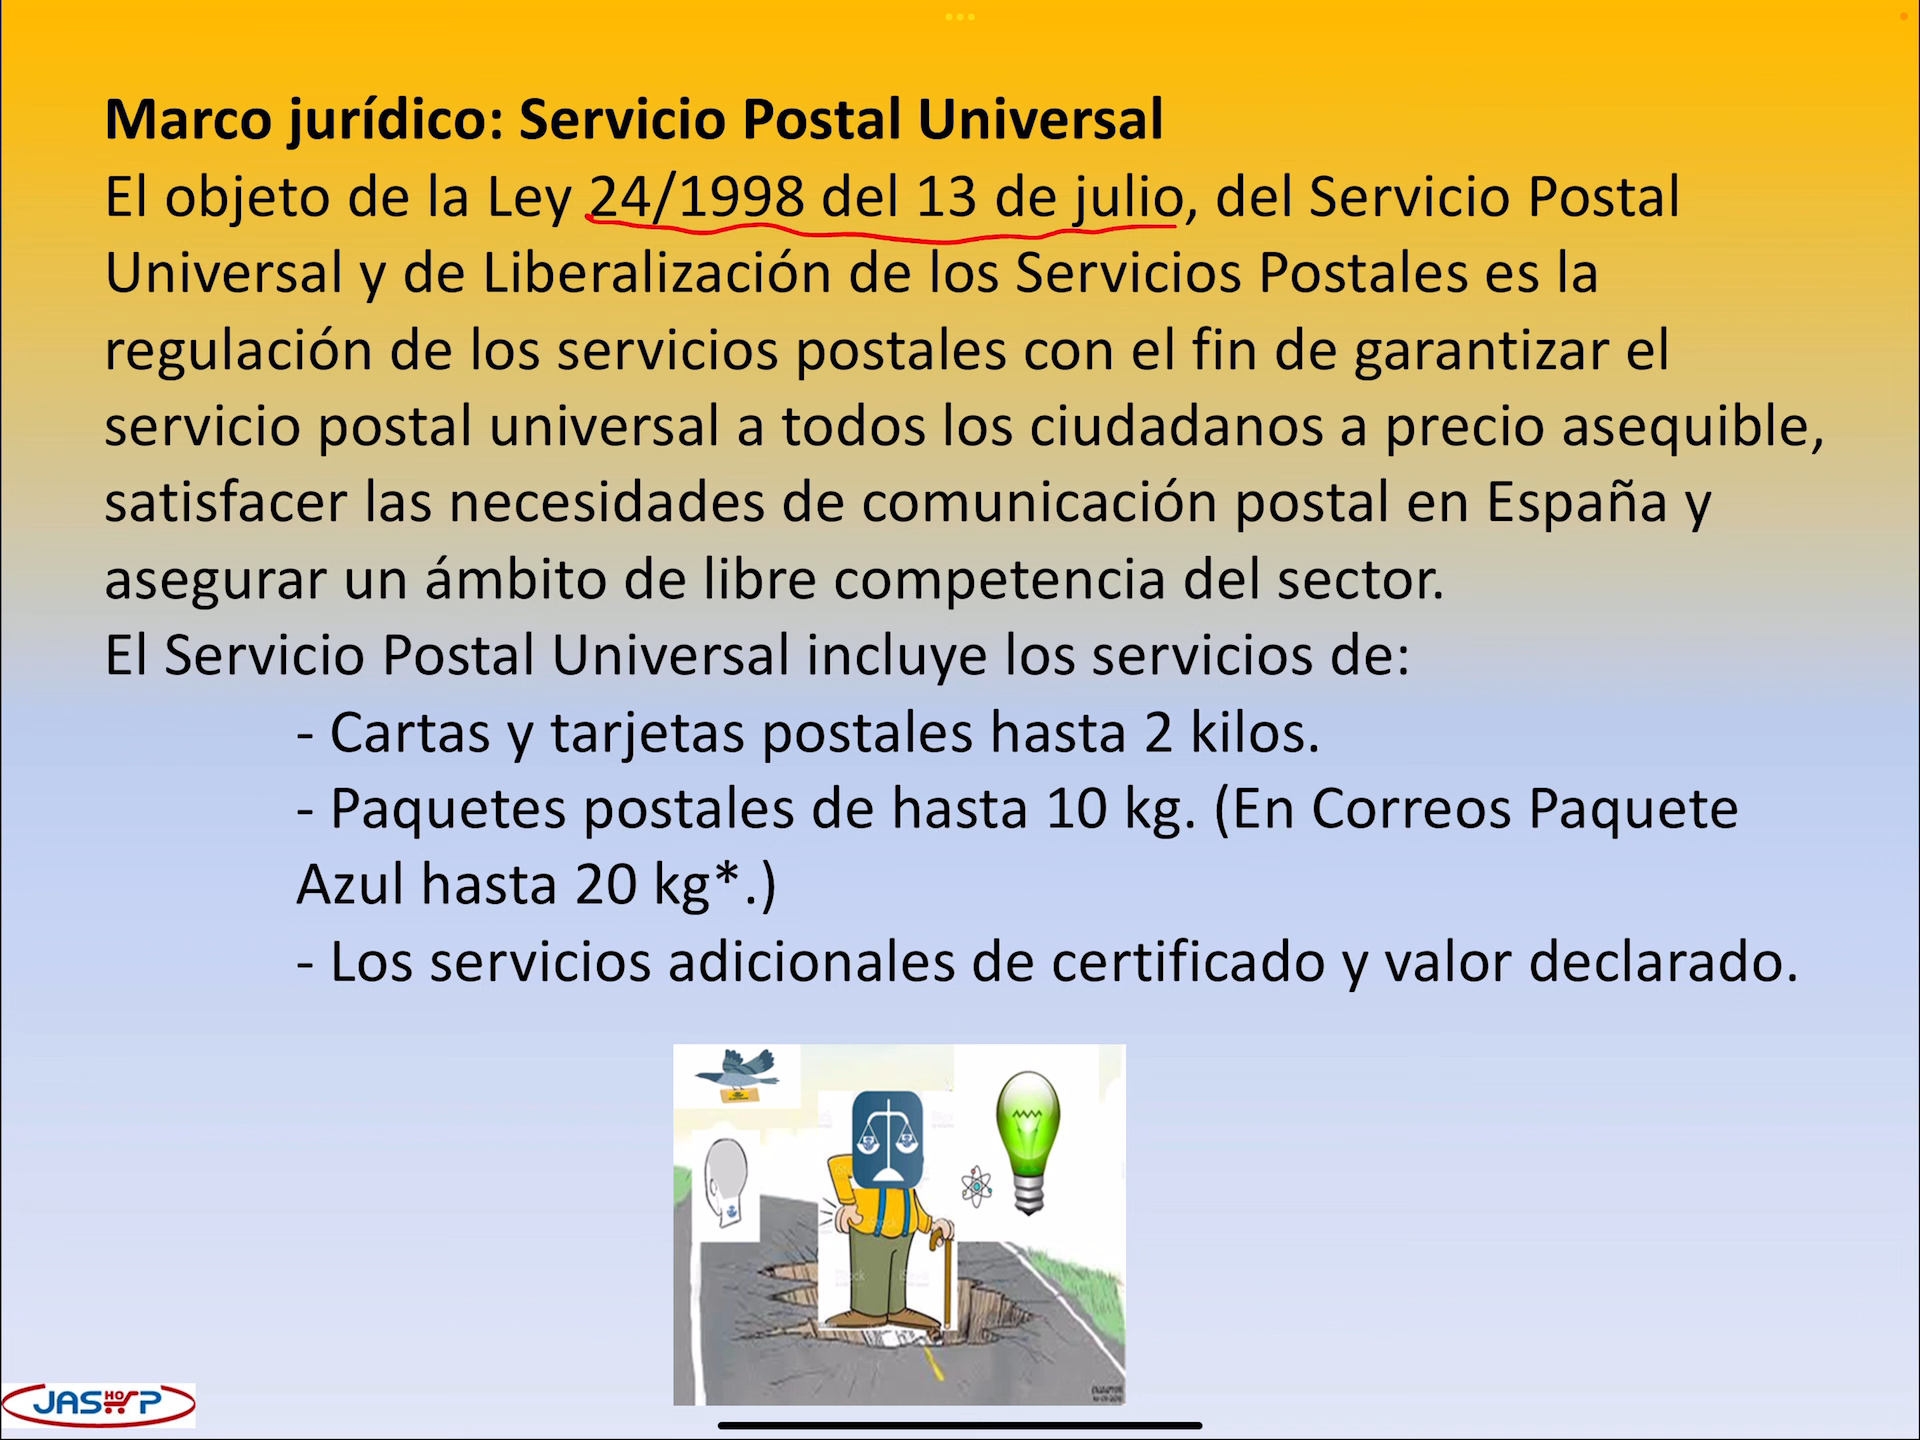 Marco jurídico: Servicio Postal Universal
El objeto de la Ley 24/1998 del 13 de julio, del Servicio Postal
Universal y de Liberalización de los Servicios Postales es la
regulación de los servicios postales con el fin de garantizar el
servicio postal universal a todos los ciudadanos a precio asequible,
satisfacer las necesidades de comunicación postal en España y
asegurar un ámbito de libre competencia del sector.
El Servicio Postal Universal incluye los servicios de:
- Cartas y tarjetas postales hasta 2 kilos.
- Paquetes postales de hasta 10 kg. (En Correos Paquete
Azul hasta 20 kg*.)
- Los servicios adicionales de certificado y valor declarado.
iStock
JASHOP